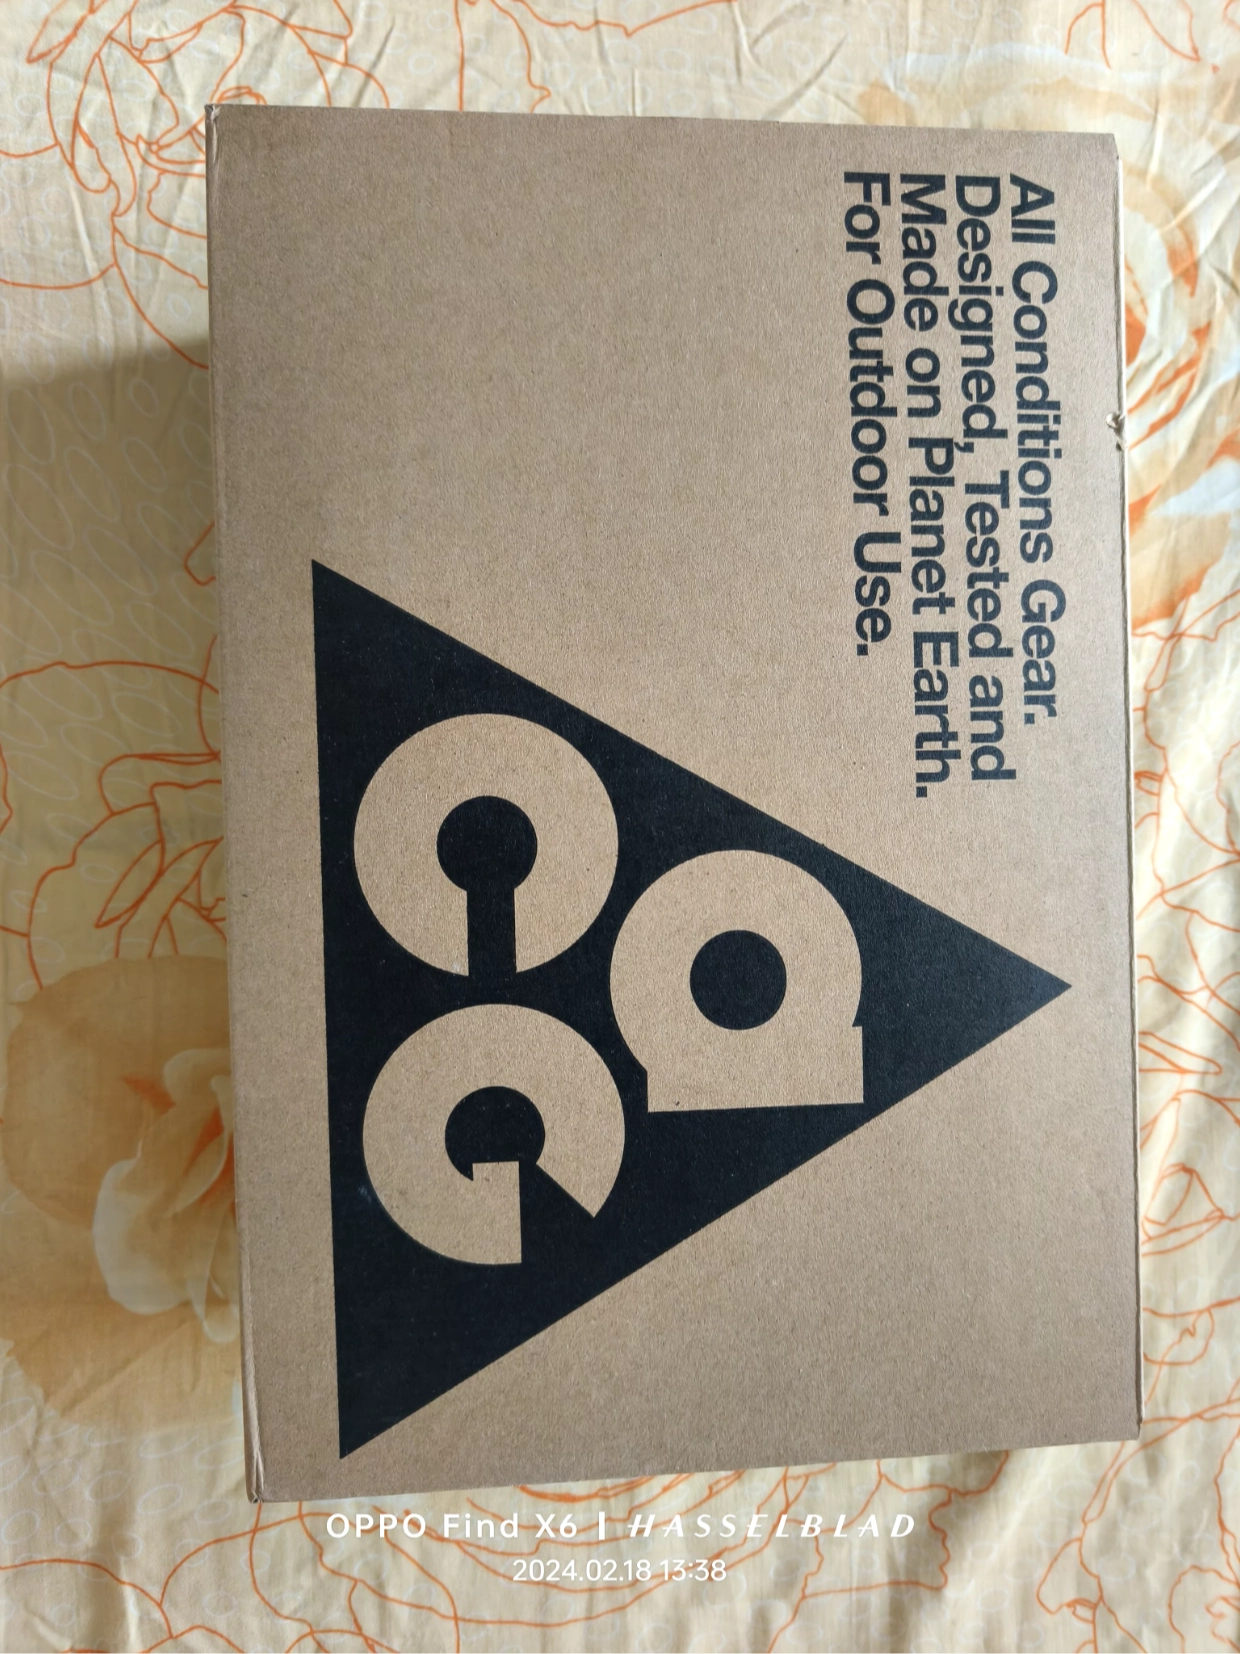 All Conditions Gear.
Designed, Tested and
Made on Planet Earth.
For Outdoor Use.
aCG
OPPO Find X6 | HASSELBLAD
2024.02.18 13:38